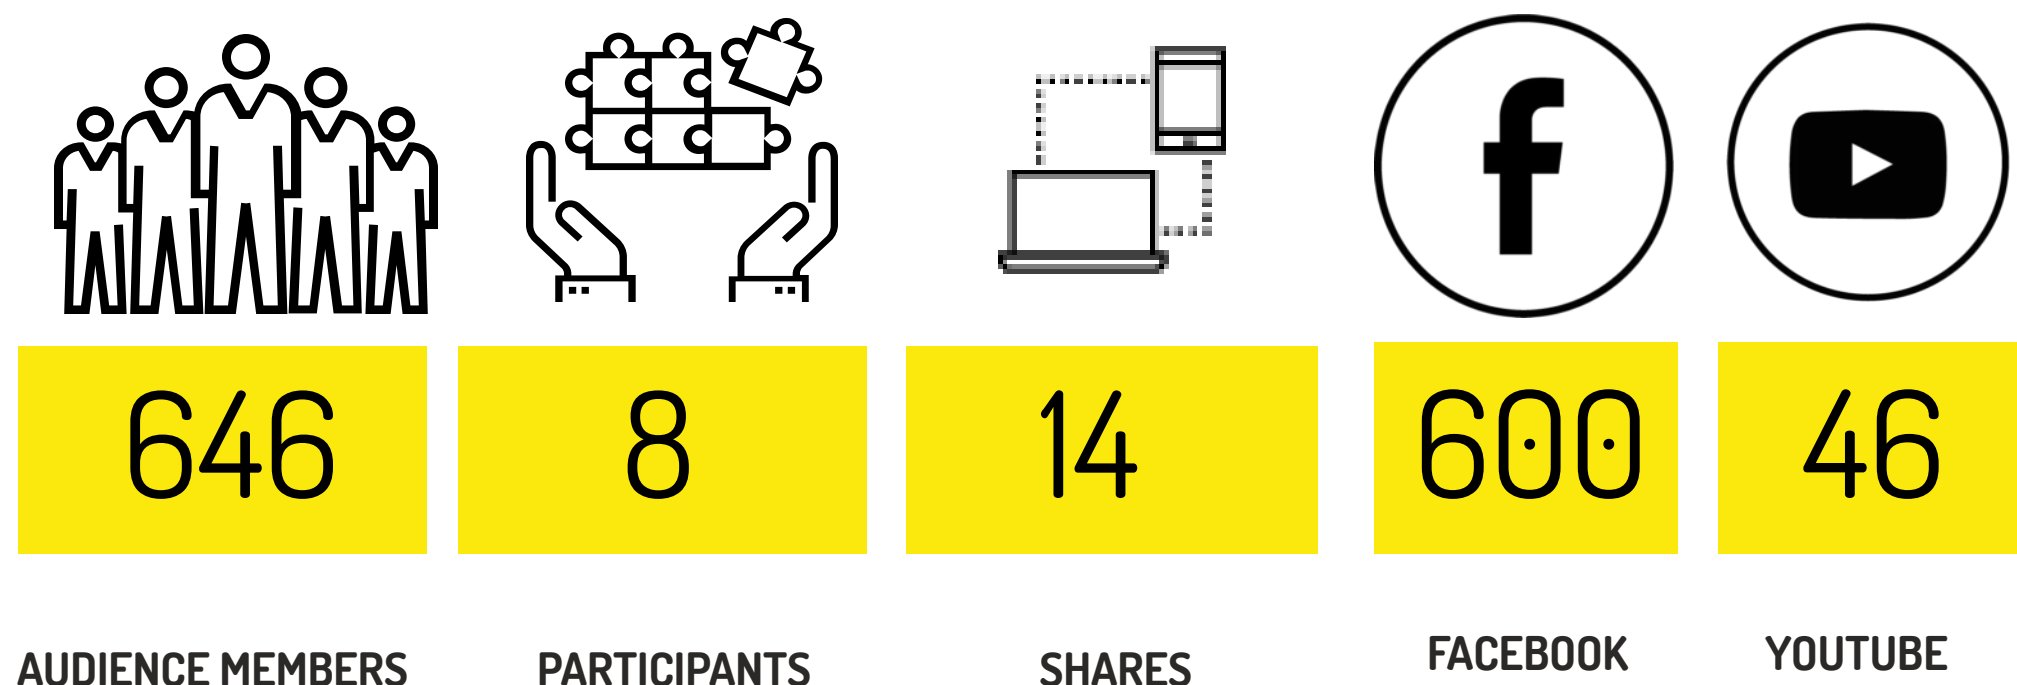 646 8 14 600 46
AUDIENCE MEMBERS PARTICIPANTS SHARES FACEBOOK YOUTUBE